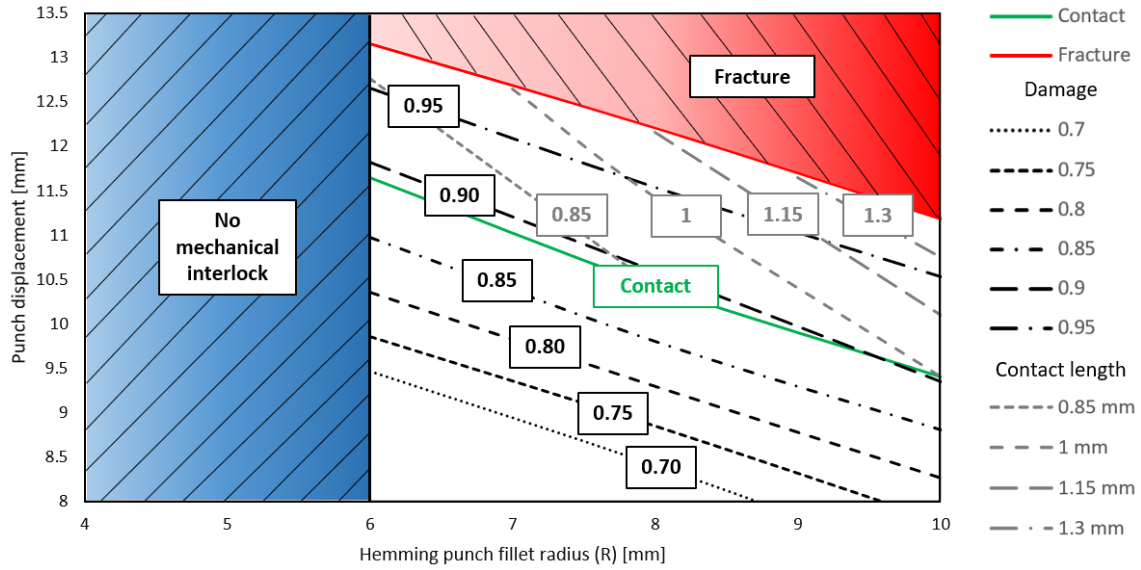 13.5
13
12.5
12
11.5
11
10.5
10
9.5
9
8.5
8
Punch displacement [mm]
4
5
6
7
8
9
10
Hemming punch fillet radius (R) [mm]
No
mechanical
interlock
Fracture
0.95
0.90
0.85
1
1.15
1.3
Contact
0.85
0.80
0.75
0.70
Contact
Fracture
Damage
0.7
0.75
0.8
0.85
0.9
0.95
Contact length
0.85 mm
1 mm
1.15 mm
1.3 mm